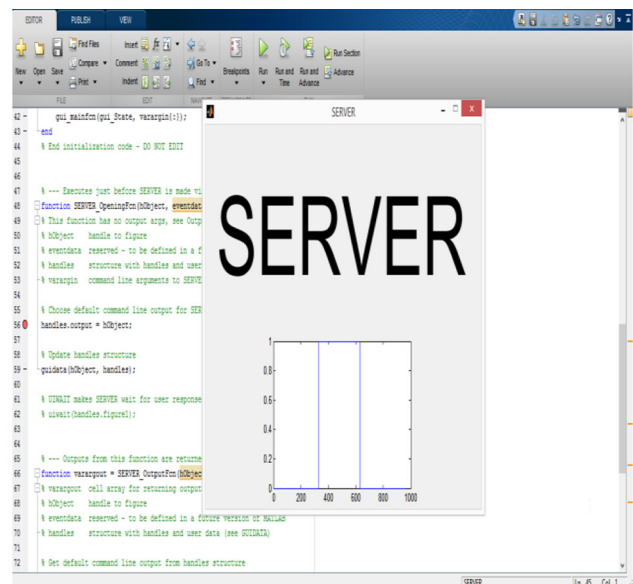 EDITOR PUBLISH VIEW
New Open Save
Find Files
Compare
Print
Insert
Comment
Indent
Go To
Find
Breakpoints
Run
Run and Time
Run and Advance
Run Section
Advance
FILE EDIT
SERVER
SERVER
1
0.8
0.6
0.4
0.2
0
0 200 400 600 800 1000
42 - gui_mainfcn(gui_State, varargin{:});
43 - end
44 % End initialization code - DO NOT EDIT
45
46
47 % --- Executes just before SERVER is made vi
48 function SERVER_OpeningFcn(hObject, eventdat
49 % This function has no output args, see Outp
50 % hObject handle to figure
51 % eventdata reserved - to be defined in a f
52 % handles structure with handles and user
53 % varargin command line arguments to SERVE
54
55 % Choose default command line output for SER
56 handles.output = hObject;
57
58 % Update handles structure
59 - guidata(hObject, handles);
60
61 % UIWAIT makes SERVER wait for user response
62 % uiwait(handles.figure1);
63
64
65 % --- Outputs from this function are returne
66 function varargout = SERVER_OutputFcn(hObjec
67 % varargout cell array for returning output
68 % hObject handle to figure
69 % eventdata reserved - to be defined in a future version of MATLAB
70 % handles structure with handles and user data (see GUIDATA)
71
72 % Get default command line output from handles structure
SERVER Ln 45 Col 1